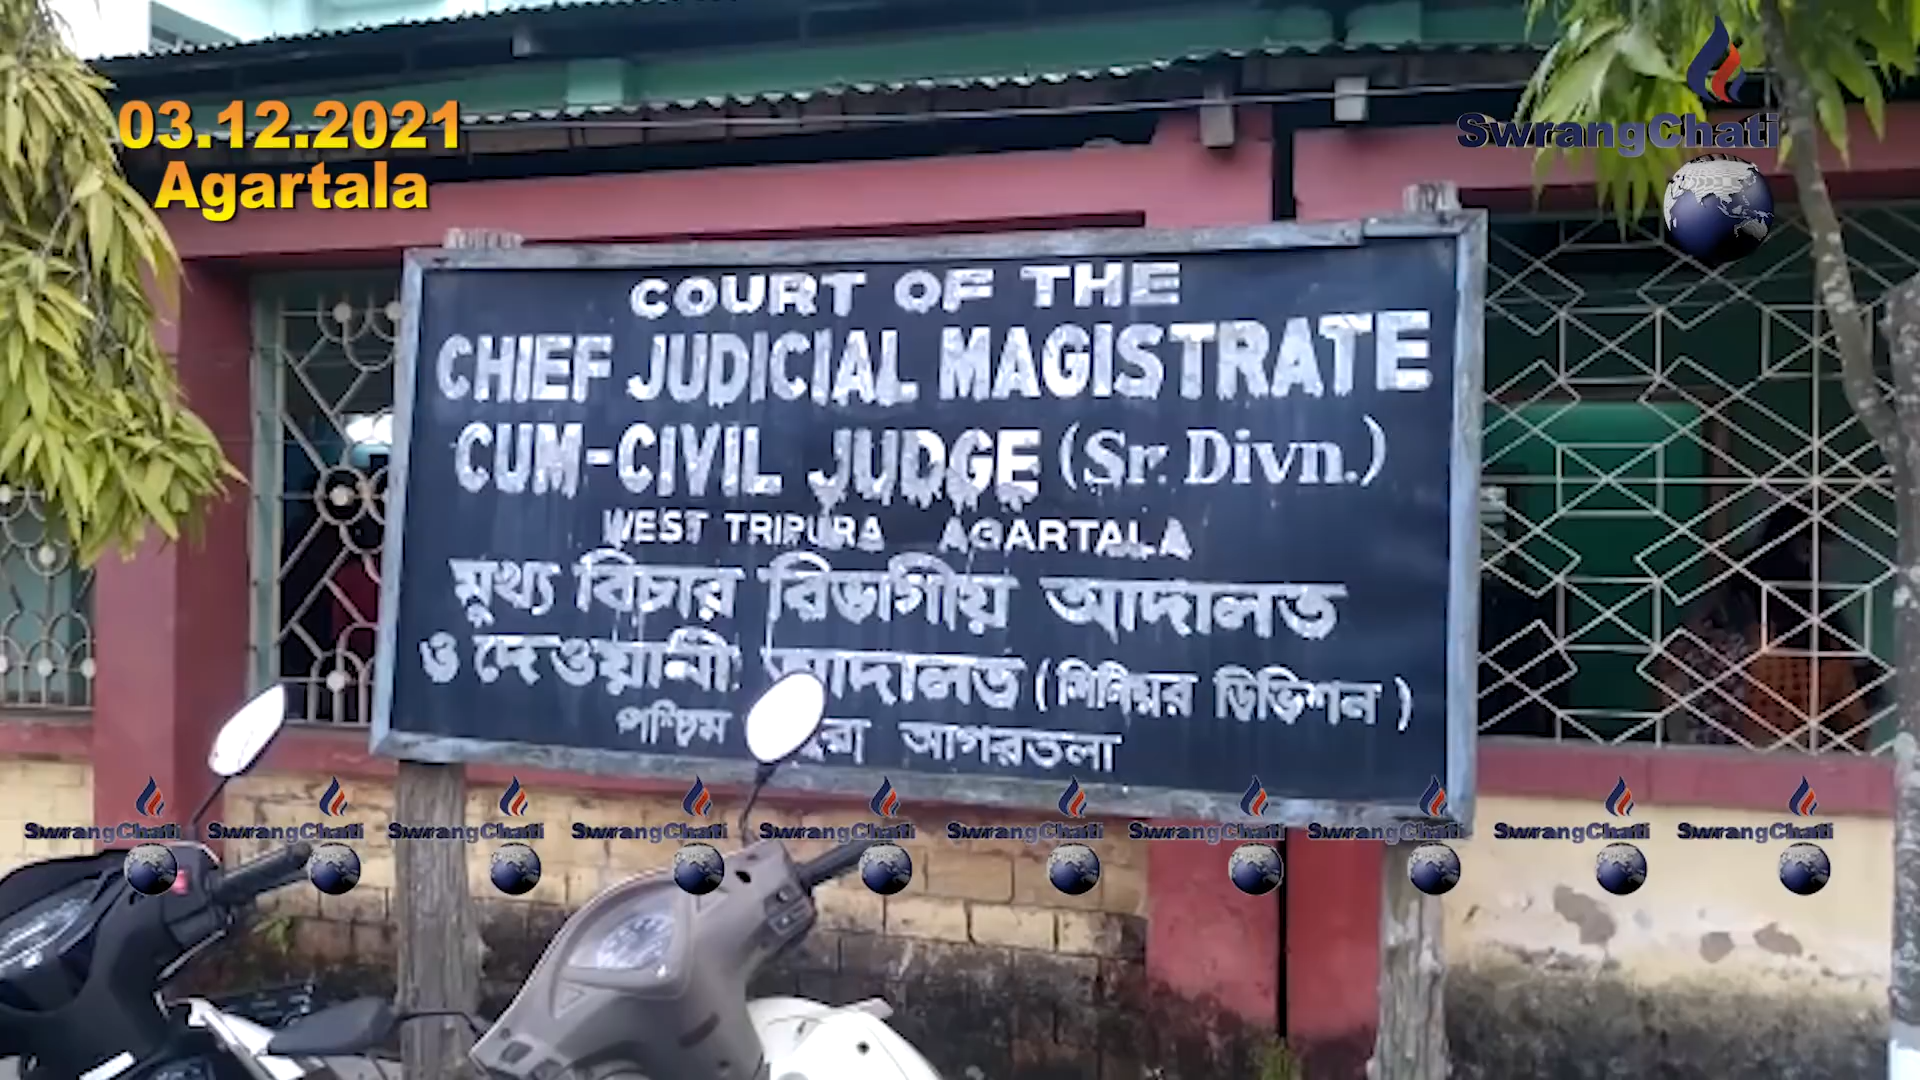 03.12.2021
Agartala
SwrangChati
COURT OF THE
CHIEF JUDICIAL MAGISTRATE
CUM-CIVIL JUDGE (Sr. Divn.)
WEST TRIPURA AGARTALA
মুখ্য বিচার বিভাগীয় আদালত
ও দেওয়ানী আদালত (সিনিয়র ডিভিশন)
পশ্চিম আগরতলা
SwrangChati SwrangChati SwrangChati SwrangChati SwrangChati SwrangChati SwrangChati SwrangChati SwrangChati SwrangChati